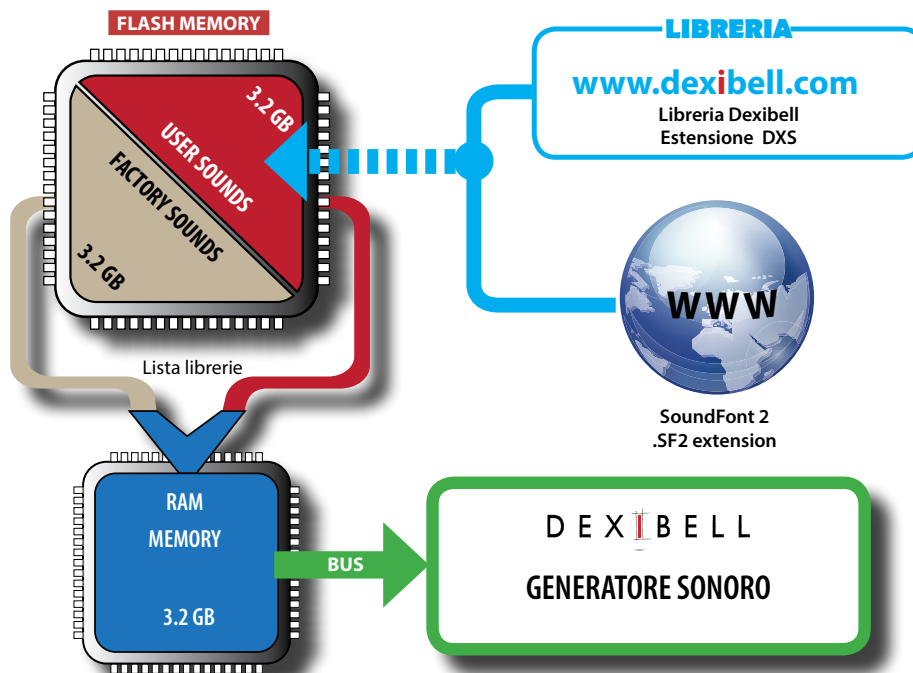 FLASH MEMORY
3.2 GB
USER SOUNDS
FACTORY SOUNDS
3.2 GB
LIBRERIA
www.dexibell.com
Libreria Dexibell
Estensione DXS
WWW
SoundFont 2
.SF2 extension
Lista librerie
RAM
MEMORY
3.2 GB
BUS
DEXIBELL
GENERATORE SONORO